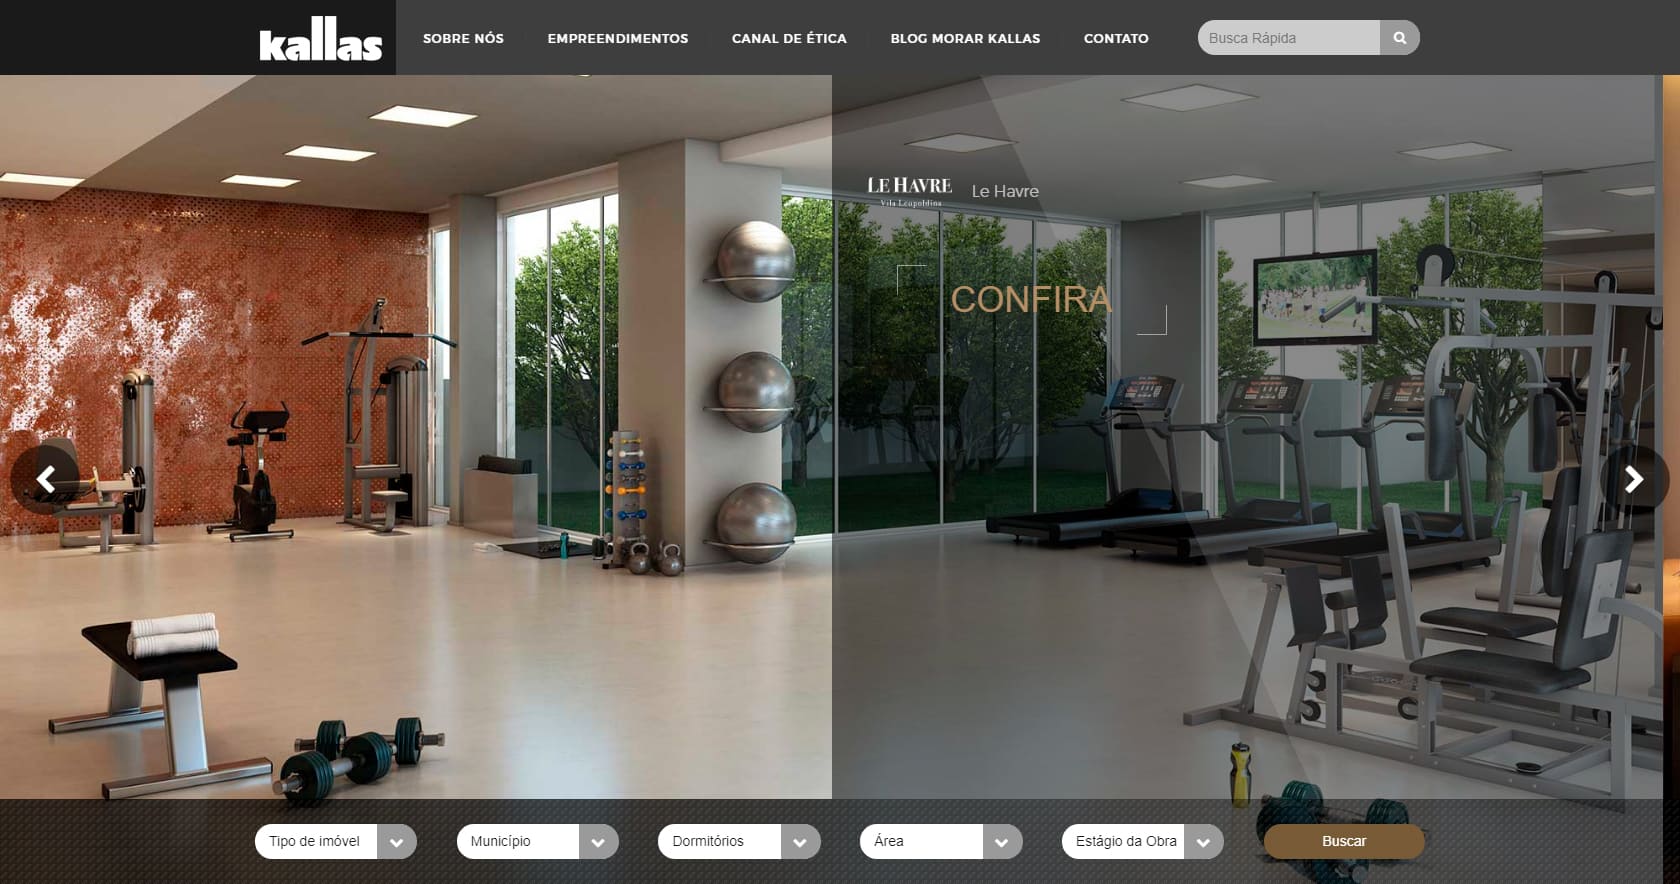 kallas
SOBRE NÓS
EMPREENDIMENTOS
CANAL DE ÉTICA
BLOG MORAR KALLAS
CONTATO
Busca Rápida
LE HAVRE
Vila Leopoldina
Le Havre
CONFIRA
Tipo de imóvel
Município
Dormitórios
Área
Estágio da Obra
Buscar